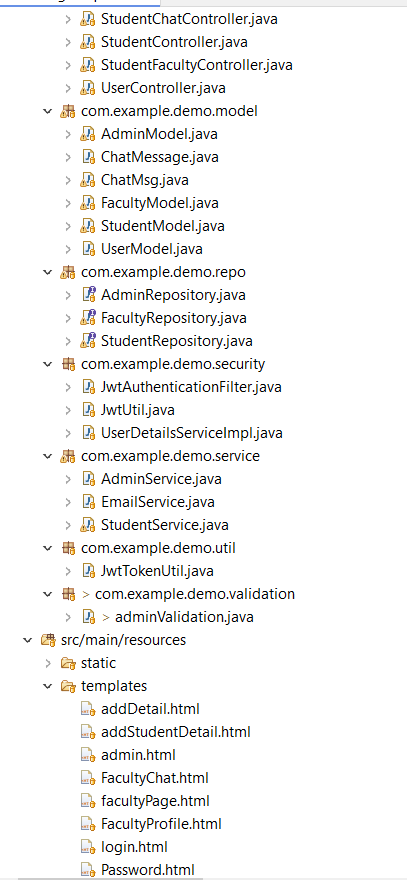 StudentChatController.java
StudentController.java
StudentFacultyController.java
UserController.java
com.example.demo.model
AdminModel.java
ChatMessage.java
ChatMsg.java
FacultyModel.java
StudentModel.java
UserModel.java
com.example.demo.repo
AdminRepository.java
FacultyRepository.java
StudentRepository.java
com.example.demo.security
JwtAuthenticationFilter.java
JwtUtil.java
UserDetailsServiceImpl.java
com.example.demo.service
AdminService.java
EmailService.java
StudentService.java
com.example.demo.util
JwtTokenUtil.java
> com.example.demo.validation
> adminValidation.java
src/main/resources
static
templates
addDetail.html
addStudentDetail.html
admin.html
FacultyChat.html
facultyPage.html
FacultyProfile.html
login.html
Password.html